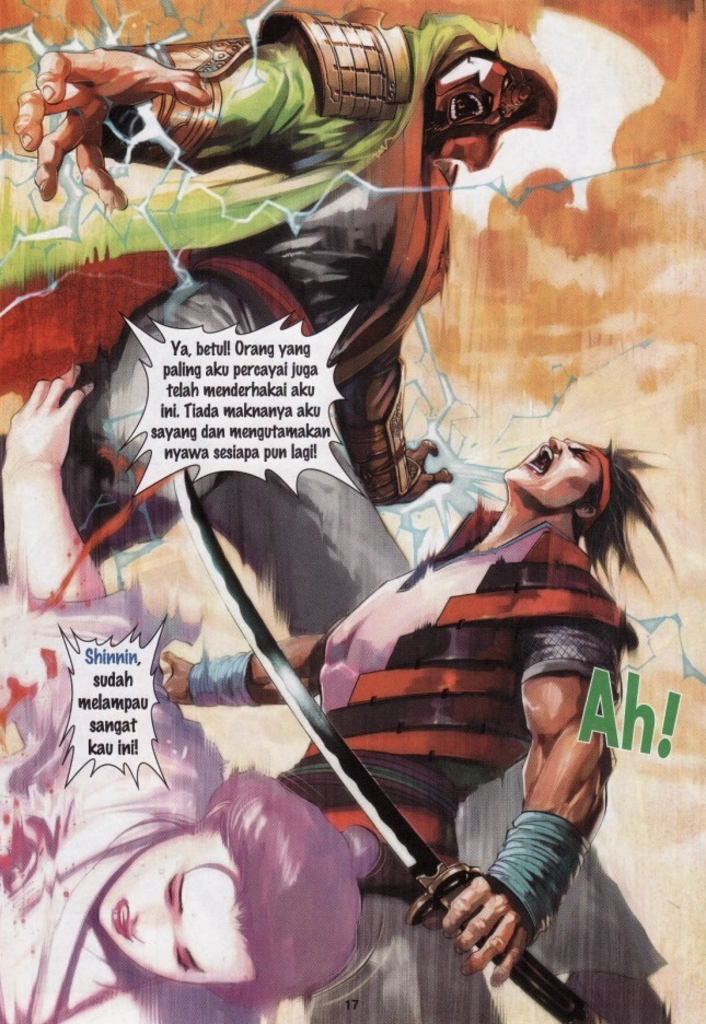 Ya, betul! Orang yang
paling aku percayai juga
telah menderhakai aku
ini. Tiada maknanya aku
sayang dan mengutamakan
nyawa sesiapa pun lagi!
Shinnin,
sudah
melampau
sangat
kau ini!
Ah!
17